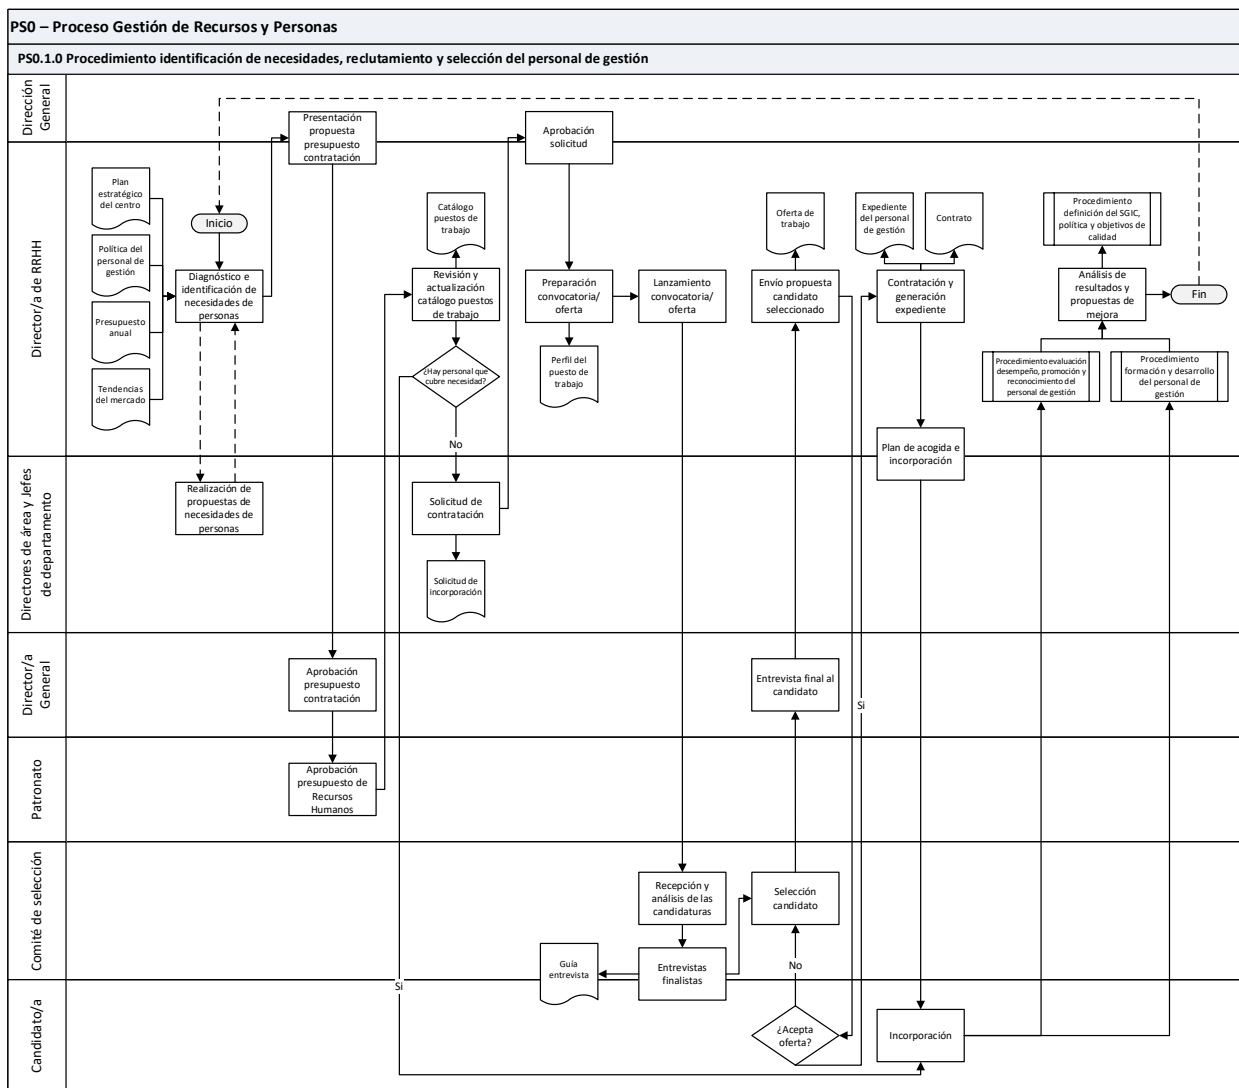 PS0 – Proceso Gestión de Recursos y Personas
PS0.1.0 Procedimiento identificación de necesidades, reclutamiento y selección del personal de gestión
Dirección
General
Presentación
propuesta
presupuesto
contratación
Aprobación
solicitud
Director/a de RRHH
Plan
estratégico
del centro
Política del
personal de
gestión
Presupuesto
anual
Tendencias
del mercado
Inicio
Diagnóstico e
identificación de
necesidades de
personas
Catálogo
puestos de
trabajo
Revisión y
actualización
catálogo puestos
de trabajo
¿Hay personal que
cubre necesidad?
No
Preparación
convocatoria/
oferta
Perfil del
puesto de
trabajo
Lanzamiento
convocatoria/
oferta
Oferta de
trabajo
Envío propuesta
candidato
seleccionado
Expediente
del personal
de gestión
Contrato
Contratación y
generación
expediente
Plan de acogida e
incorporación
Procedimiento
definición del SGIC,
política y objetivos de
calidad
Análisis de
resultados y
propuestas de
mejora
Fin
Procedimiento evaluación
desempeño, promoción y
reconocimiento del
personal de gestión
Procedimiento
formación y desarrollo
del personal de
gestión
Directores de área y Jefes
de departamento
Realización de
propuestas de
necesidades de
personas
Solicitud de
contratación
Solicitud de
incorporación
Director/a
General
Aprobación
presupuesto
contratación
Entrevista final al
candidato
Si
Patronato
Aprobación
presupuesto de
Recursos
Humanos
Comité de selección
Recepción y
análisis de las
candidaturas
Selección
candidato
Guía
entrevista
Entrevistas
finalistas
No
Si
Candidato/a
¿Acepta
oferta?
Incorporación